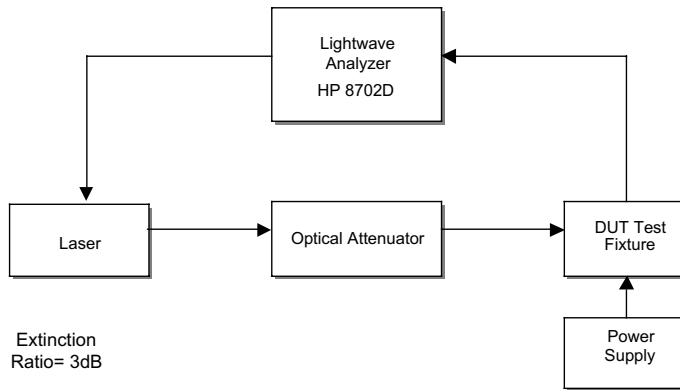 Lightwave
Analyzer
HP 8702D
Laser
Optical Attenuator
DUT Test
Fixture
Extinction
Ratio= 3dB
Power
Supply